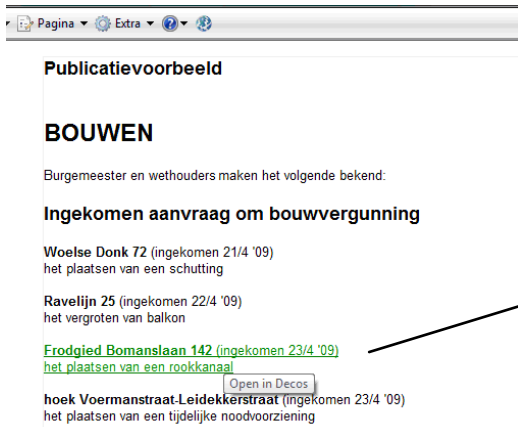 Pagina
Extra
Publicatievoorbeeld
BOUWEN
Burgemeester en wethouders maken het volgende bekend:
Ingekomen aanvraag om bouwvergunning
Woelse Donk 72 (ingekomen 21/4 '09)
het plaatsen van een schutting
Ravelijn 25 (ingekomen 22/4 '09)
het vergroten van balkon
Frodgied Bomanslaan 142 (ingekomen 23/4 '09)
het plaatsen van een rookkanaal
Open in Decos
hoek Voermanstraat-Leidekkerstraat (ingekomen 23/4 '09)
het plaatsen van een tijdelijke noodvoorziening